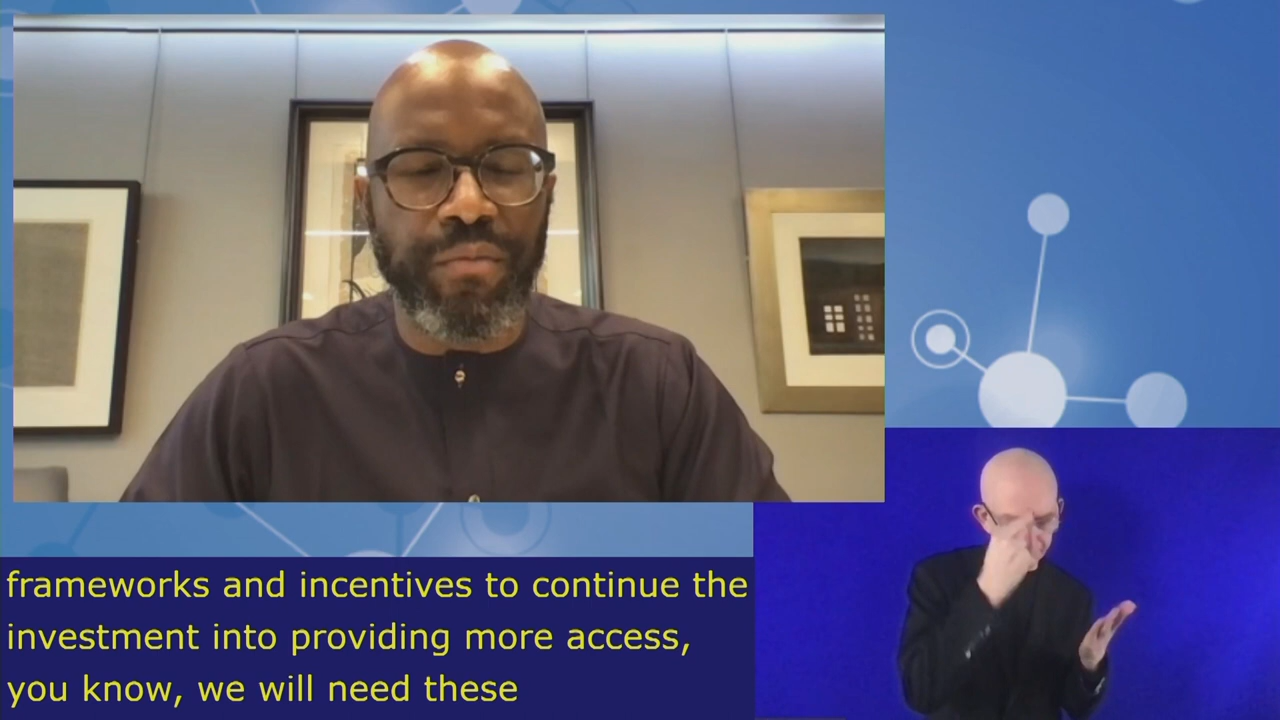 frameworks and incentives to continue the
investment into providing more access,
you know, we will need these